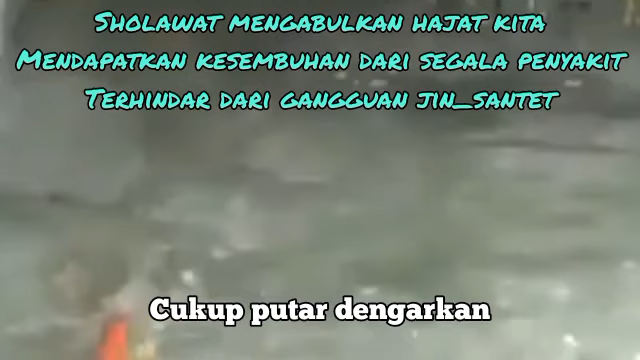 Sholawat mengabulkan hajat kita
Mendapatkan kesembuhan dari segala penyakit
Terhindar dari gangguan jin_santet
Cukup putar dengarkan